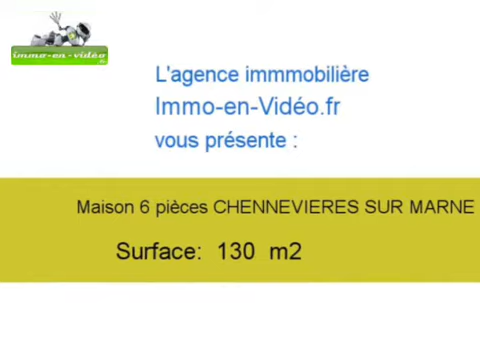 immo-en-vidéo
L'agence immmobilière
Immo-en-Vidéo.fr
vous présente :
Maison 6 pièces CHENNEVIERES SUR MARNE
Surface: 130 m2